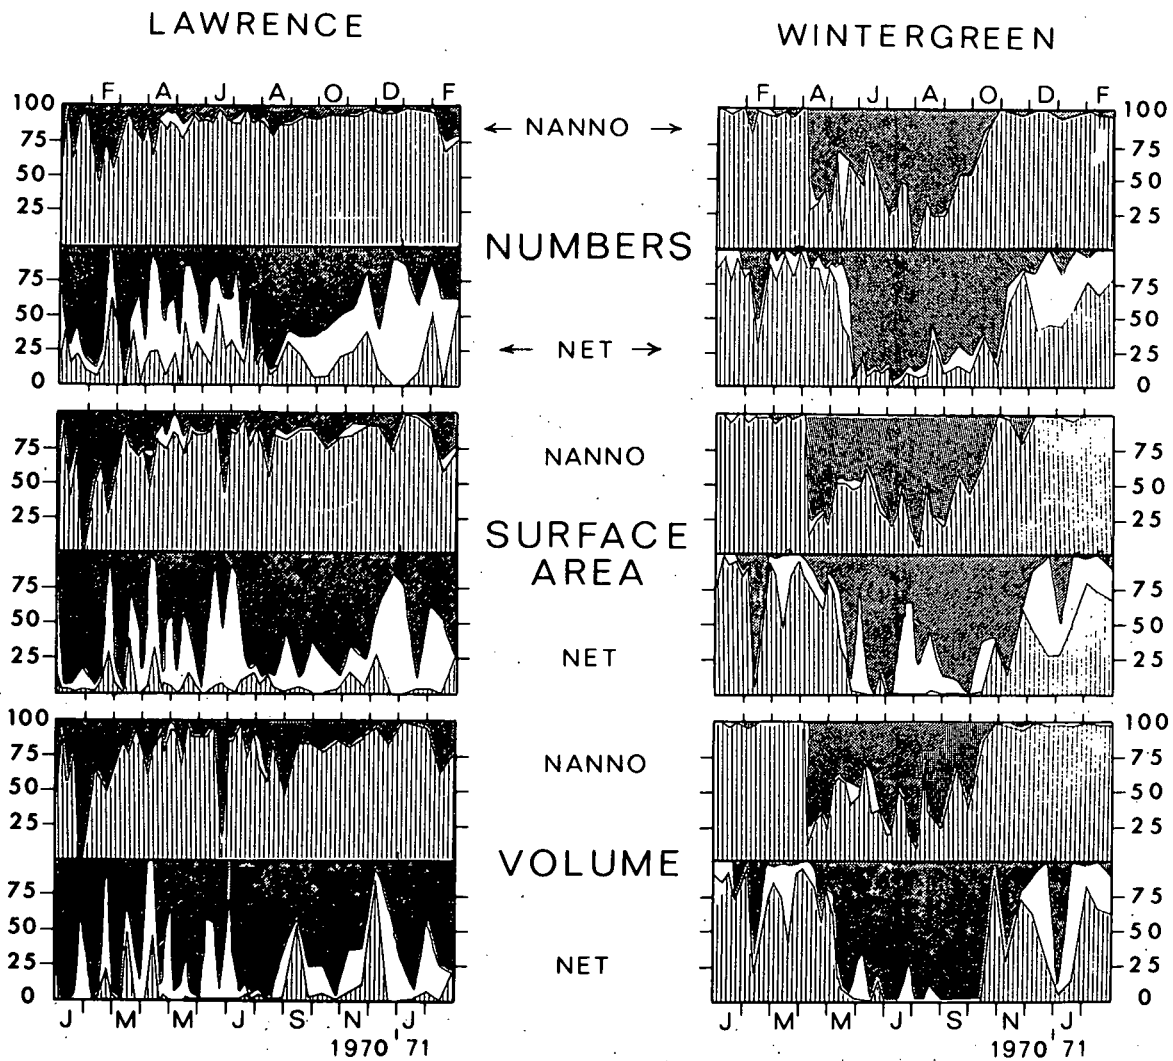 LAWRENCE
WINTERGREEN
F A J A O D F
F A J A O D F
100
75
50
25
100
75
50
25
← NANNO →
NUMBERS
75
50
25
0
75
50
25
0
← NET →
75
50
25
75
50
25
NANNO
SURFACE
AREA
75
50
25
75
50
25
NET
100
75
50
25
100
75
50
25
NANNO
VOLUME
75
50
25
0
75
50
25
0
NET
J M M J S N J
J M M J S N J
1970 71
1970 71